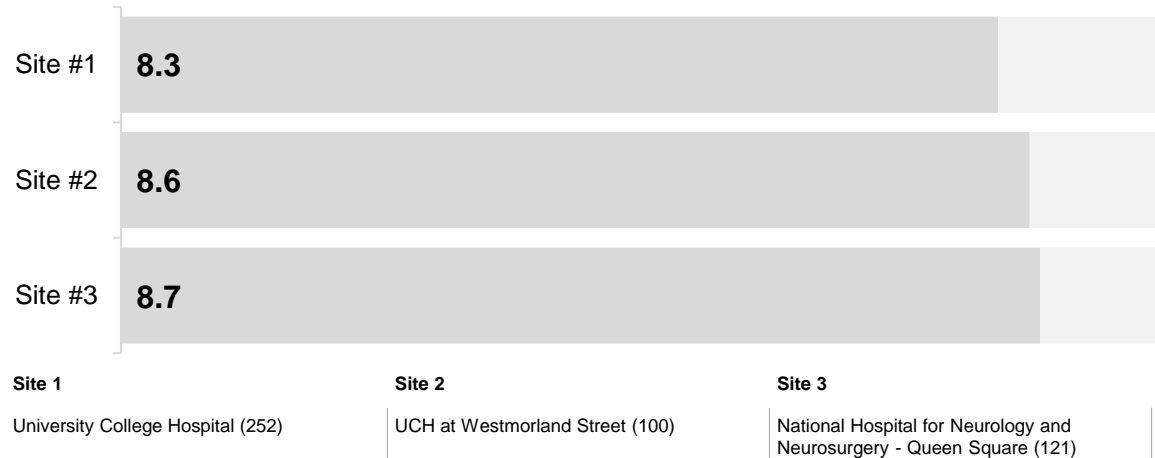 Site #1 8.3
Site #2 8.6
Site #3 8.7
Site 1 Site 2 Site 3
University College Hospital (252) UCH at Westmorland Street (100) National Hospital for Neurology and
Neurosurgery - Queen Square (121)